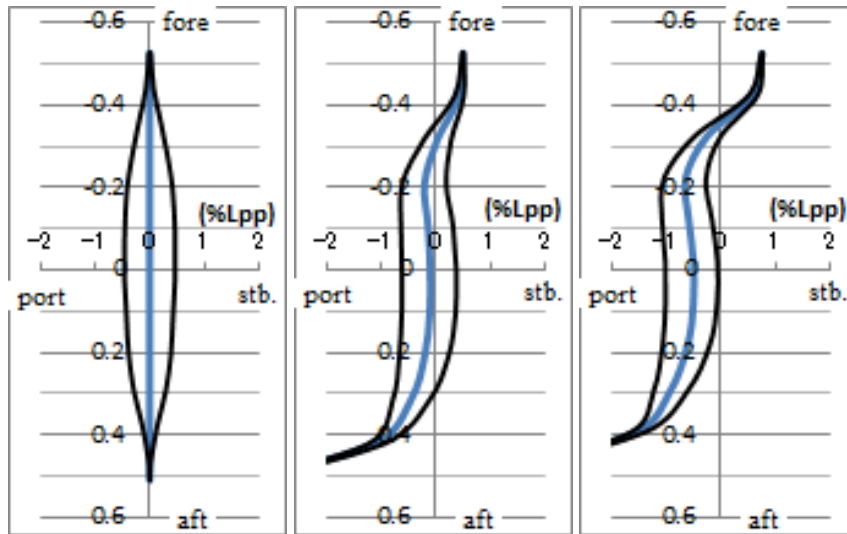 -0.6 fore
-0.4
-0.2
(%Lpp)
-2 -1 0 1 2
0
port stb.
0.2
0.4
0.6 aft
-0.6 fore
-0.4
-0.2
(%Lpp)
-2 -1 0 1 2
0
port stb.
0.2
0.4
0.6 aft
-0.6 fore
-0.4
-0.2
(%Lpp)
-2 -1 0 1 2
0
port stb.
0.2
0.4
0.6 aft